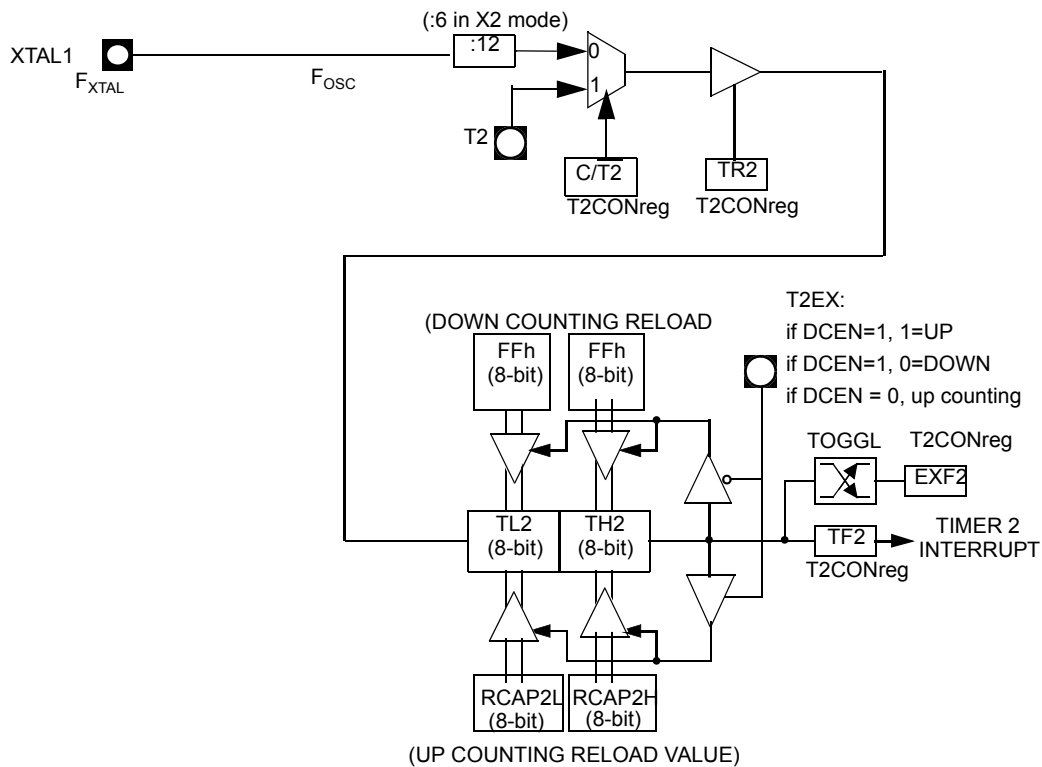 (:6 in X2 mode)
XTAL1
:12
0
F_XTAL
F_OSC
1
T2
C/T2
TR2
T2CONreg
T2CONreg
T2EX:
(DOWN COUNTING RELOAD
if DCEN=1, 1=UP
FFh
(8-bit)
FFh
(8-bit)
if DCEN=1, 0=DOWN
if DCEN = 0, up counting
TOGGL
T2CONreg
EXF2
TL2
(8-bit)
TH2
(8-bit)
TF2
TIMER 2
INTERRUPT
T2CONreg
RCAP2L
(8-bit)
RCAP2H
(8-bit)
(UP COUNTING RELOAD VALUE)